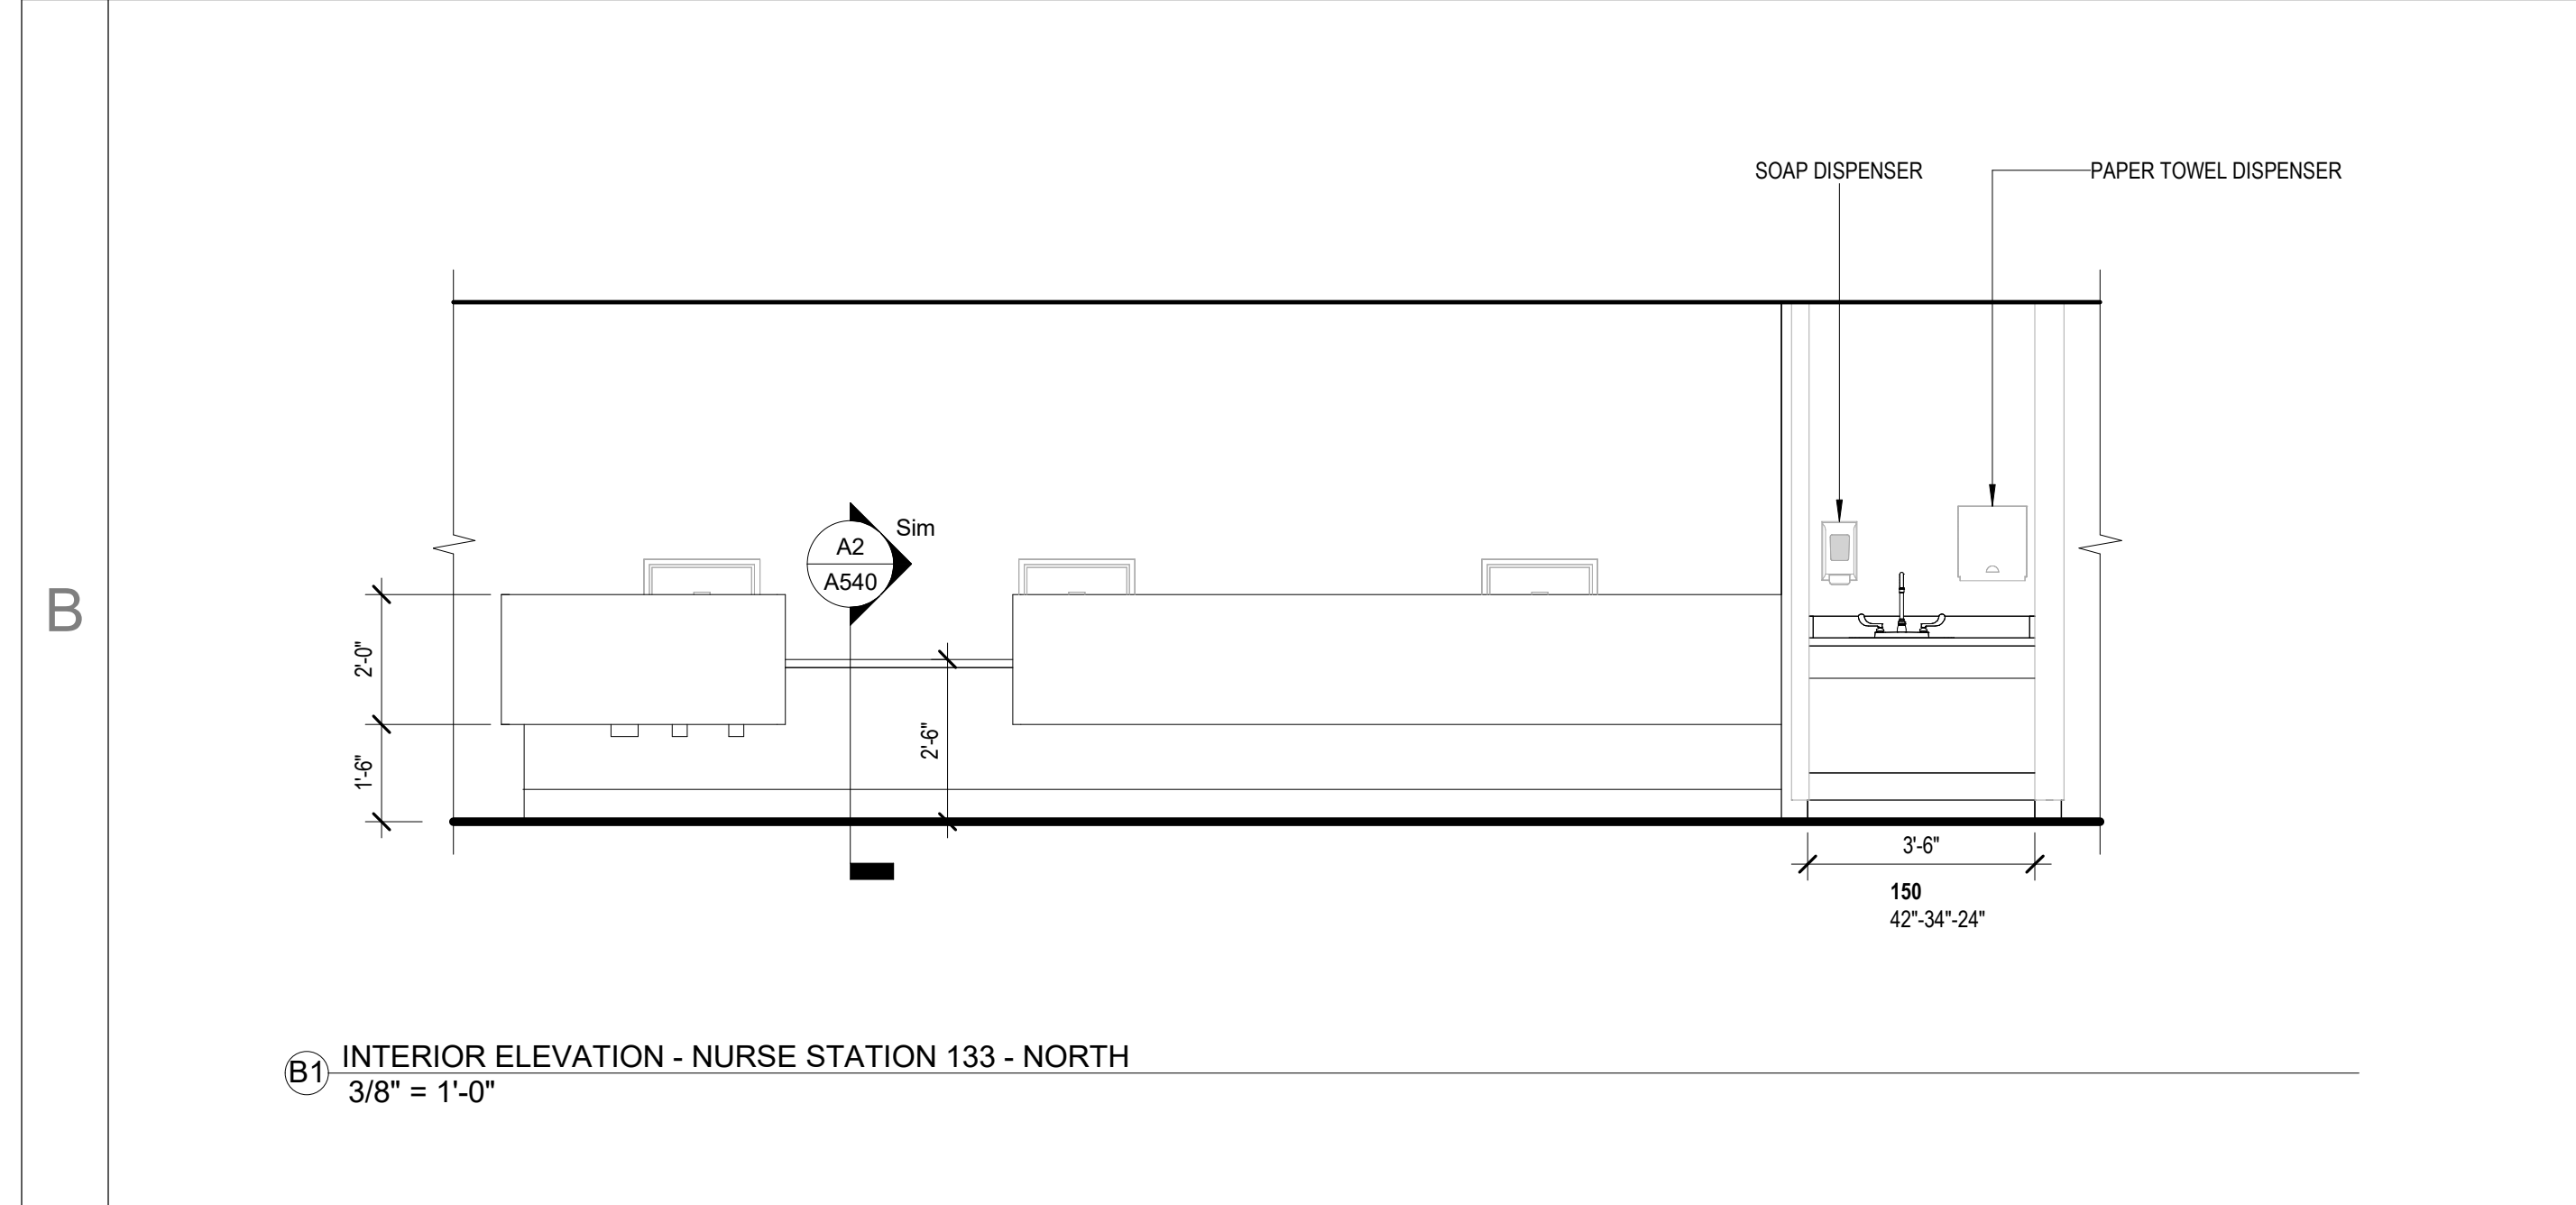 SOAP DISPENSER
PAPER TOWEL DISPENSER
Sim
A2
A540
B
2'-0"
1'-6"
2'-6"
3'-6"
150
42"-34"-24"
B1
INTERIOR ELEVATION - NURSE STATION 133 - NORTH
3/8" = 1'-0"